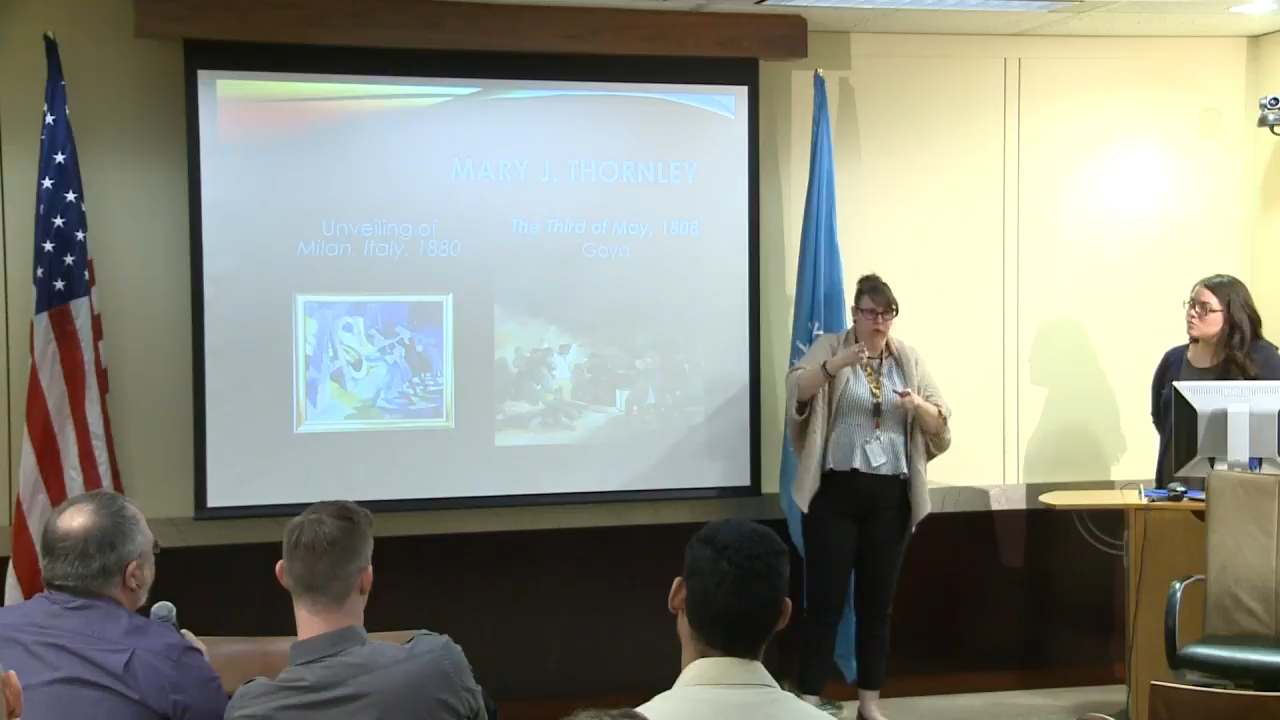 MARY J. THORNLEY
Unveiling of
Milan, Italy, 1880
The Third of May, 1808
Goya